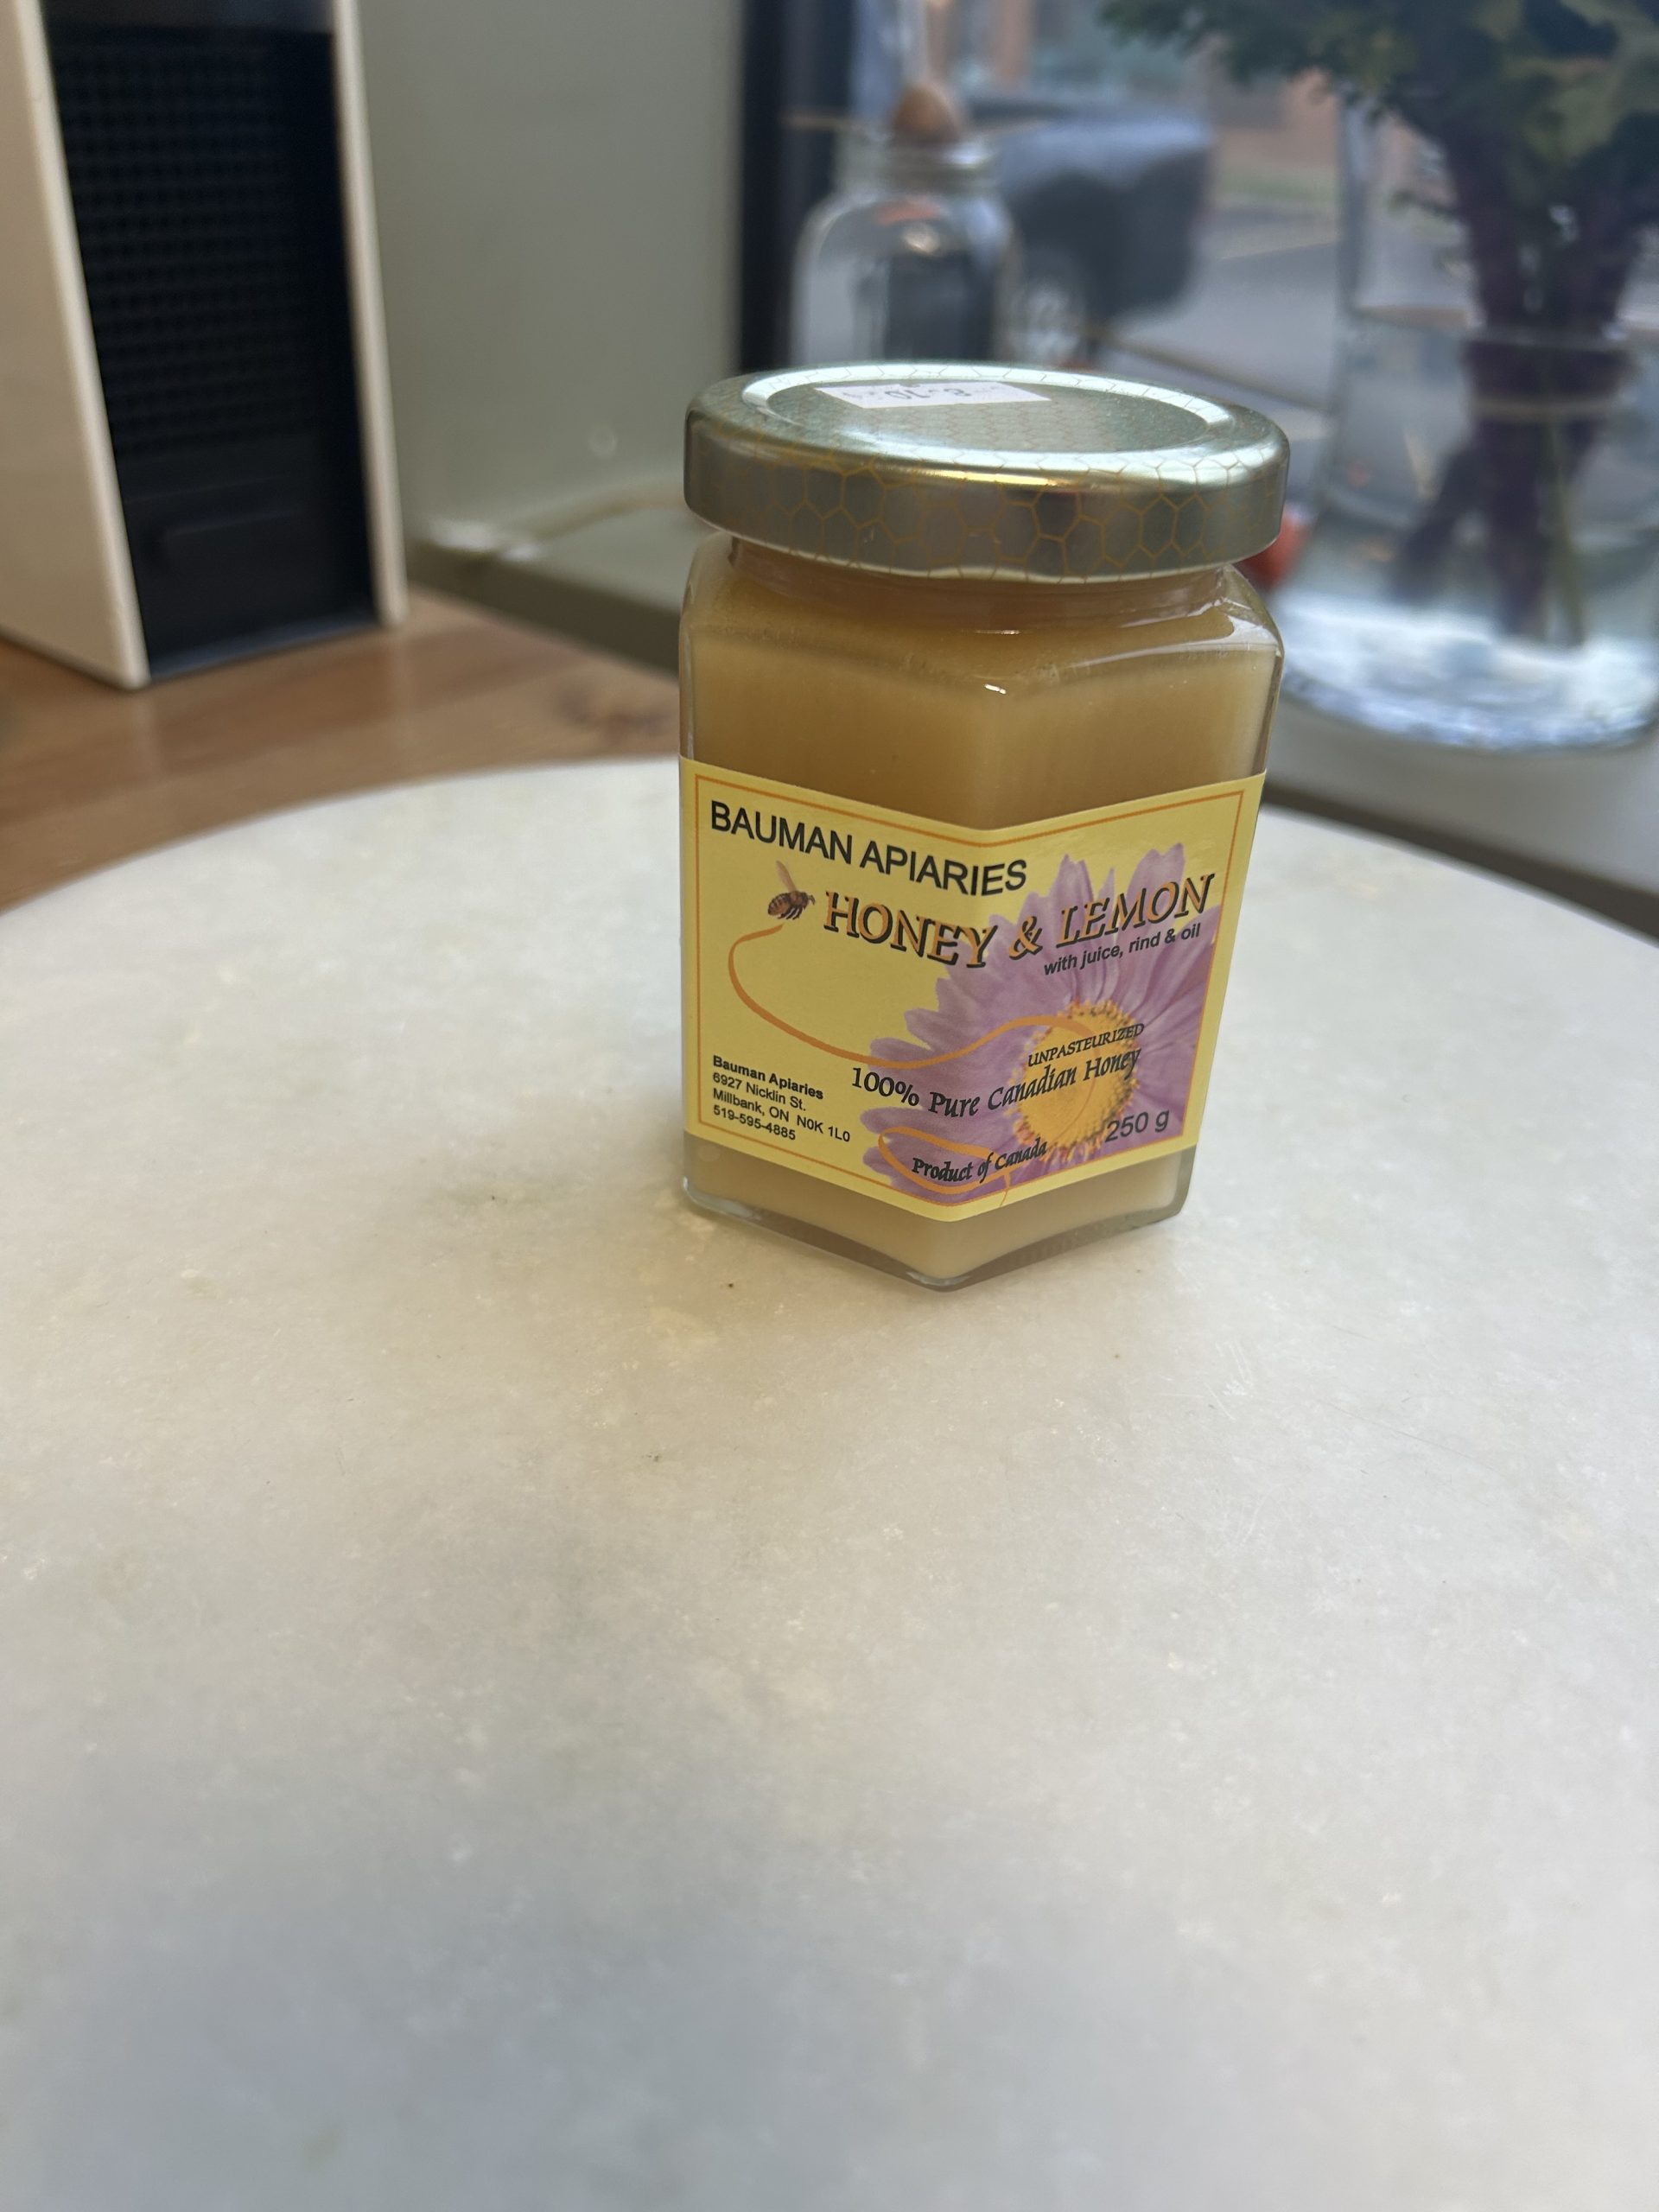 BAUMAN APIARIES
HONEY & LEMON
with juice, rind & oil
UNPASTEURIZED
100% Pure Canadian Honey
Bauman Apiaries
6927 Nicklin St.
Millbank, ON N0K 1L0
519-595-4885
250 g
Product of Canada